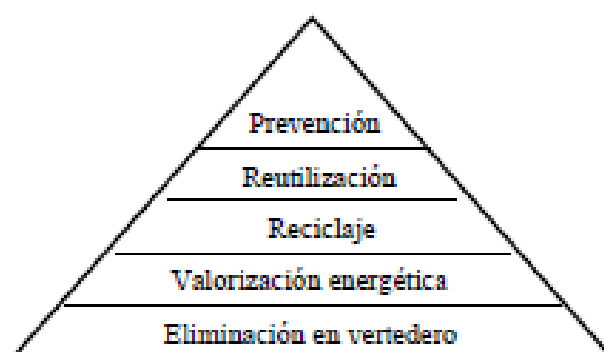 Prevención
Reutilización
Reciclaje
Valorización energética
Eliminación en vertedero